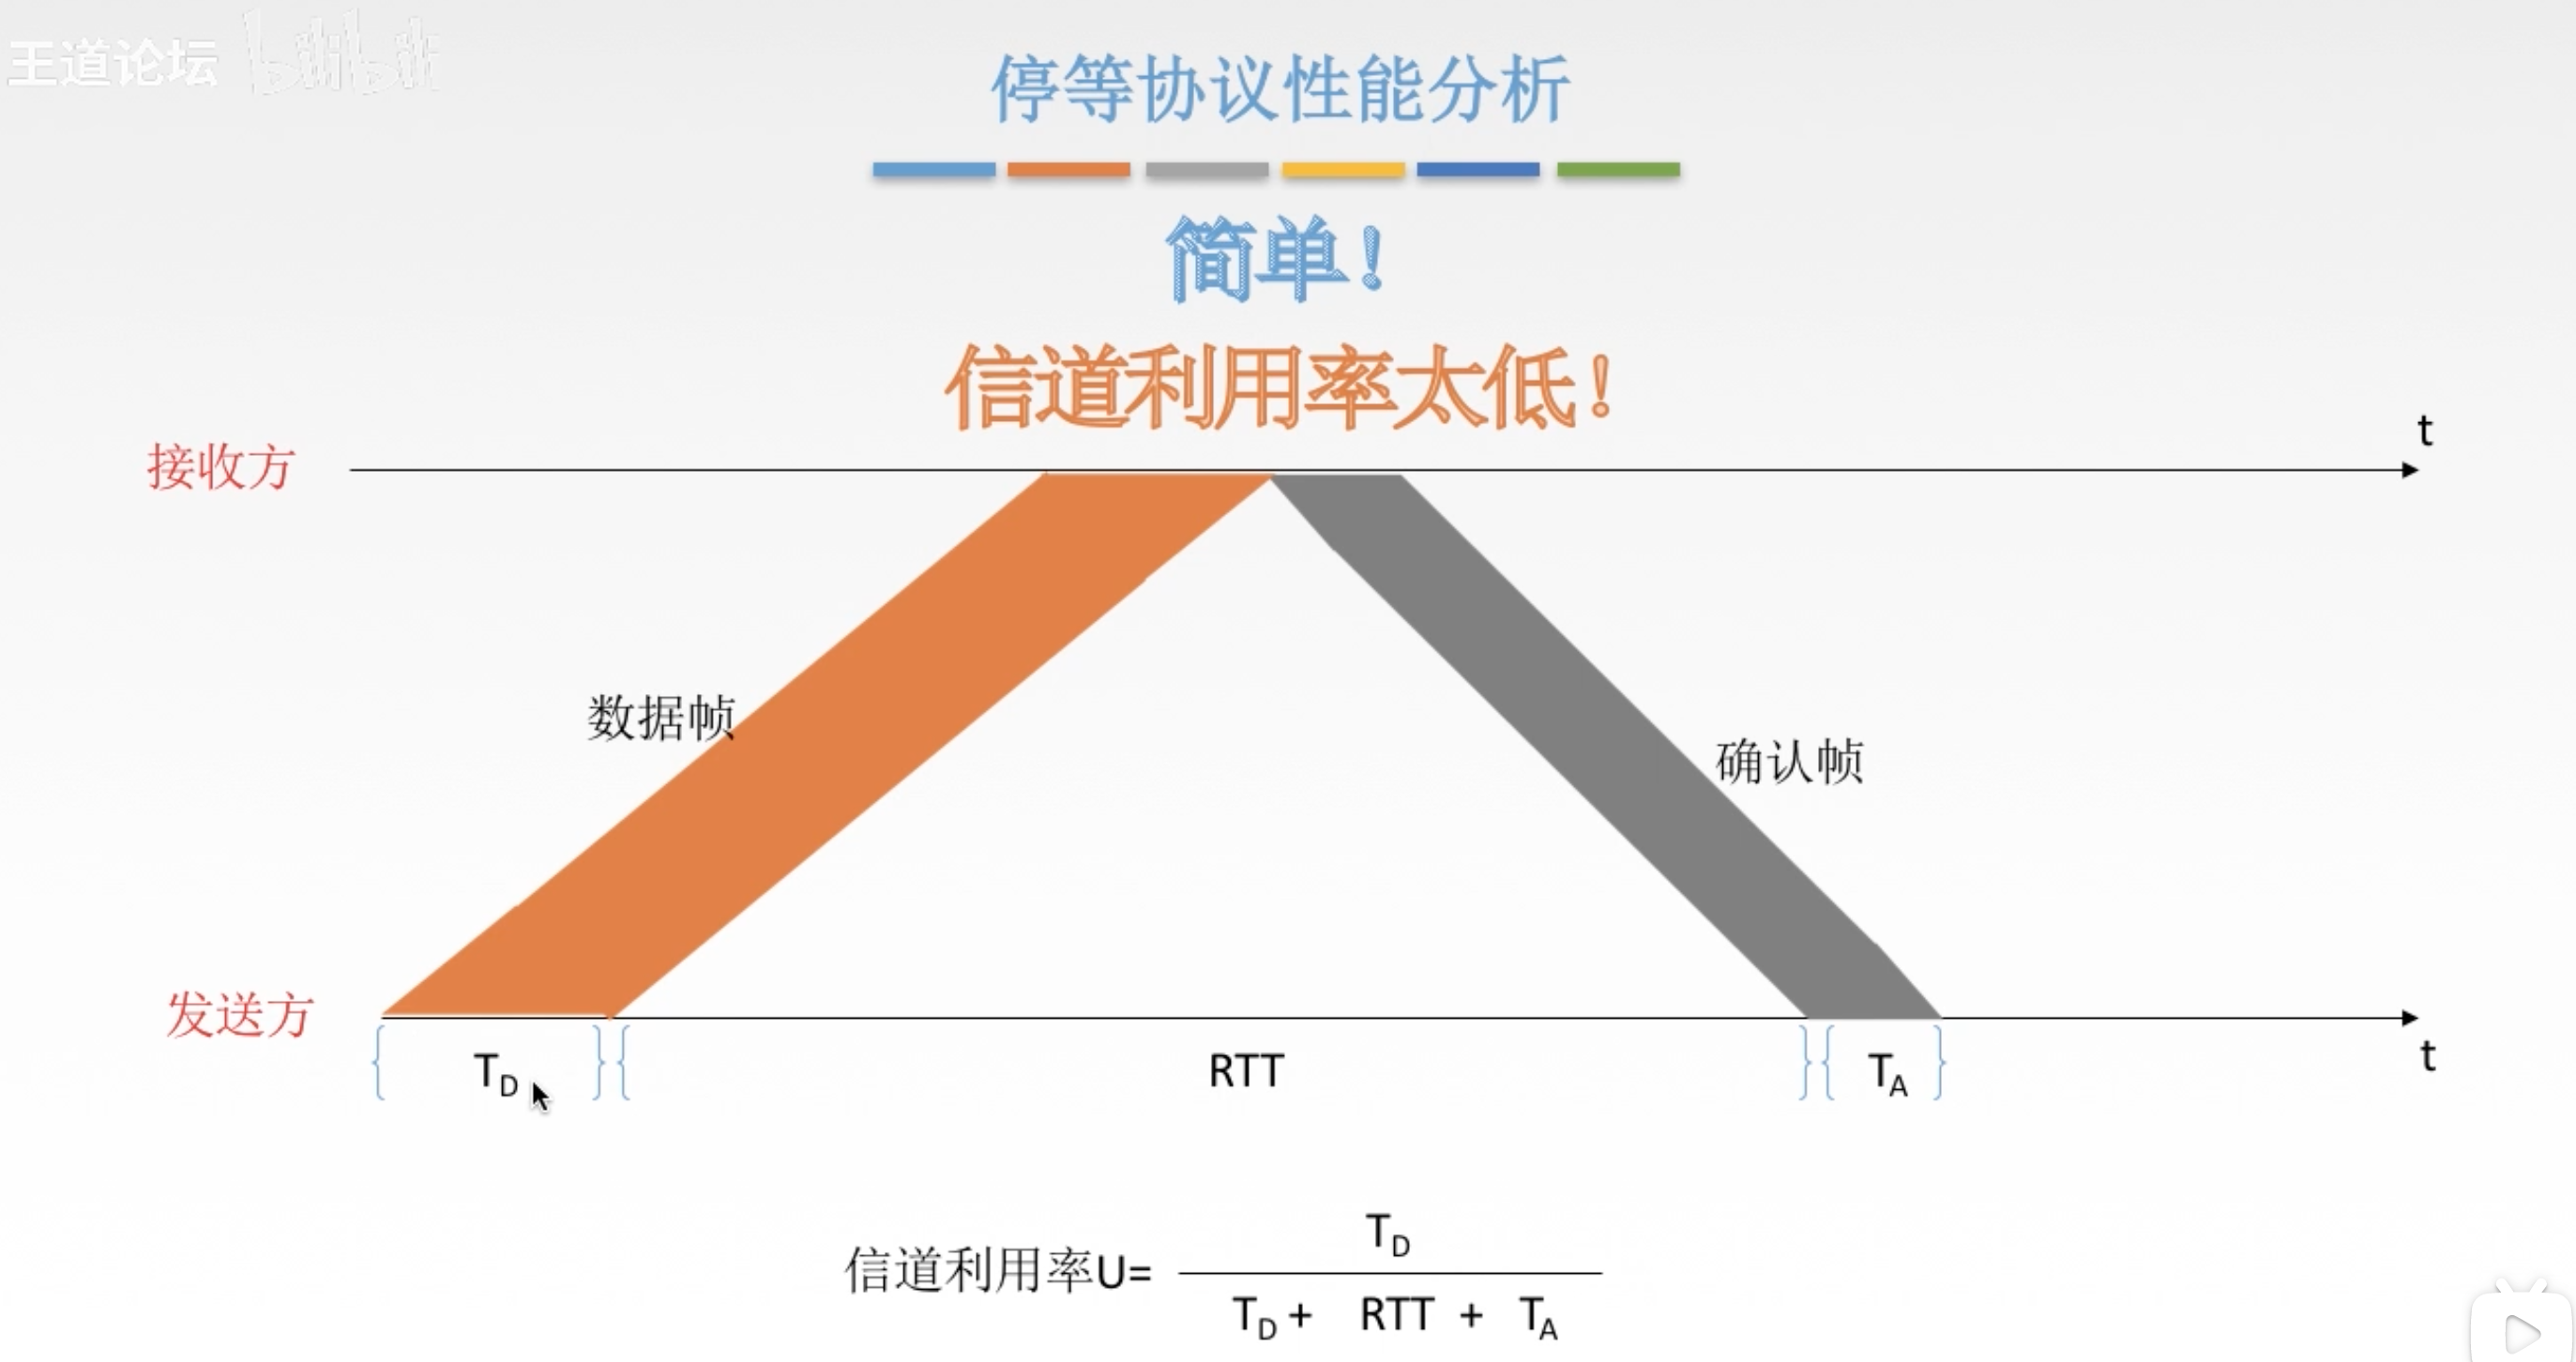 王道论坛 bilibili
停等协议性能分析
简单！
信道利用率太低！
t
接收方
数据帧
确认帧
发送方
t
T_D RTT T_A
信道利用率U=
T_D
T_D + RTT + T_A